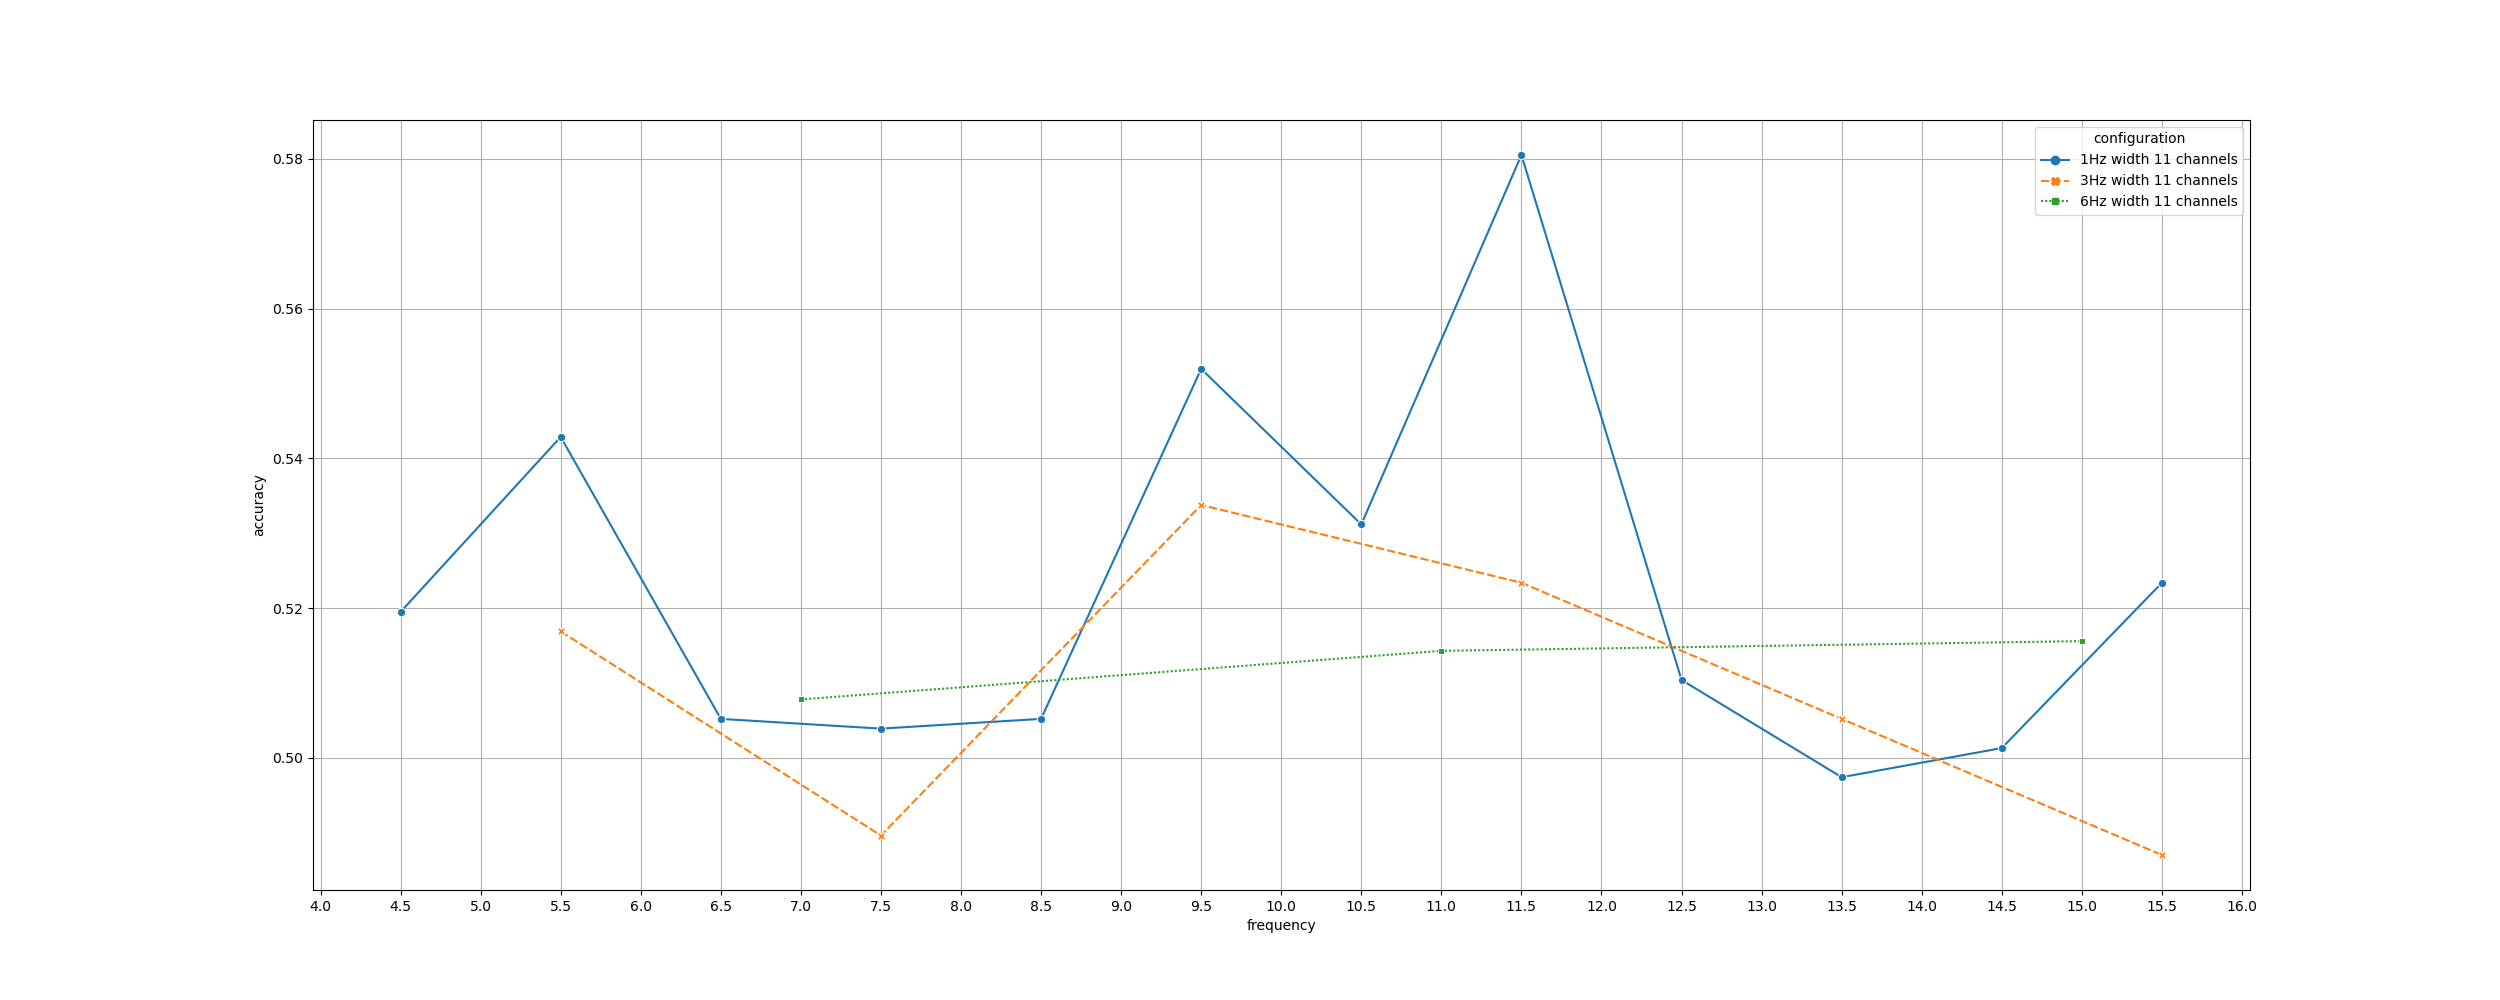 configuration
1Hz width 11 channels
3Hz width 11 channels
6Hz width 11 channels
0.58
0.56
0.54
0.52
0.50
accuracy
4.0 4.5 5.0 5.5 6.0 6.5 7.0 7.5 8.0 8.5 9.0 9.5 10.0 10.5 11.0 11.5 12.0 12.5 13.0 13.5 14.0 14.5 15.0 15.5 16.0
frequency